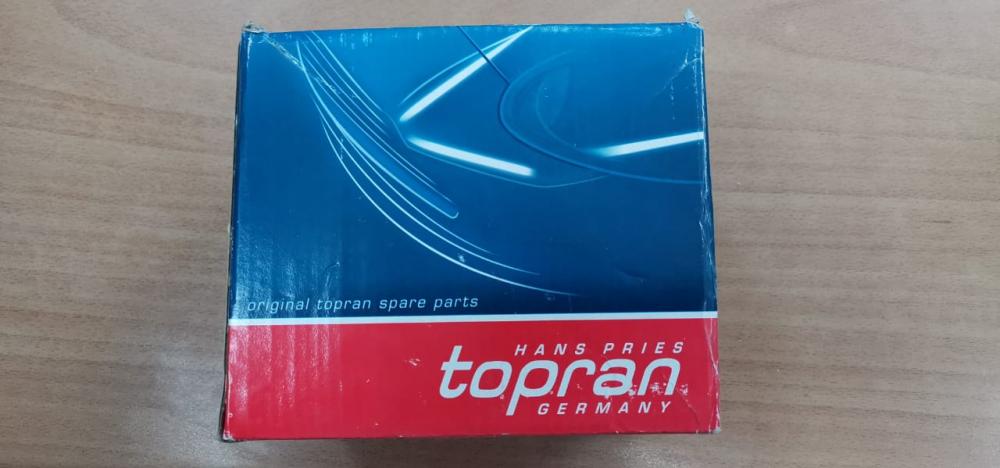 original topran spare parts
HANS PRIES
topran
GERMANY